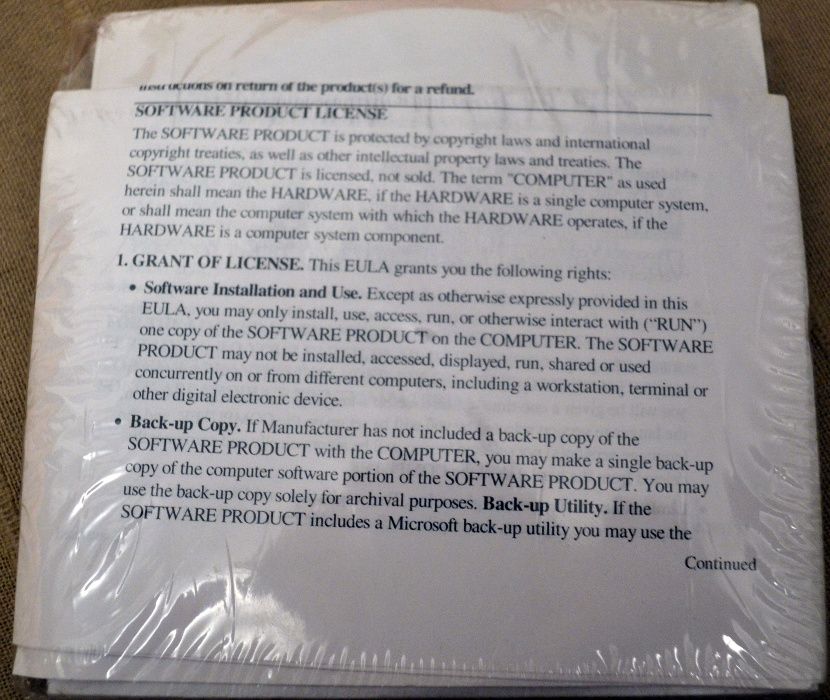 instructions on return of the product(s) for a refund.
SOFTWARE PRODUCT LICENSE
The SOFTWARE PRODUCT is protected by copyright laws and international
copyright treaties, as well as other intellectual property laws and treaties. The
SOFTWARE PRODUCT is licensed, not sold. The term "COMPUTER" as used
herein shall mean the HARDWARE, if the HARDWARE is a single computer system,
or shall mean the computer system with which the HARDWARE operates, if the
HARDWARE is a computer system component.
1. GRANT OF LICENSE. This EULA grants you the following rights:
• Software Installation and Use. Except as otherwise expressly provided in this
EULA, you may only install, use, access, run, or otherwise interact with (“RUN”)
one copy of the SOFTWARE PRODUCT on the COMPUTER. The SOFTWARE
PRODUCT may not be installed, accessed, displayed, run, shared or used
concurrently on or from different computers, including a workstation, terminal or
other digital electronic device.
• Back-up Copy. If Manufacturer has not included a back-up copy of the
SOFTWARE PRODUCT with the COMPUTER, you may make a single back-up
copy of the computer software portion of the SOFTWARE PRODUCT. You may
use the back-up copy solely for archival purposes. Back-up Utility. If the
SOFTWARE PRODUCT includes a Microsoft back-up utility you may use the
Continued